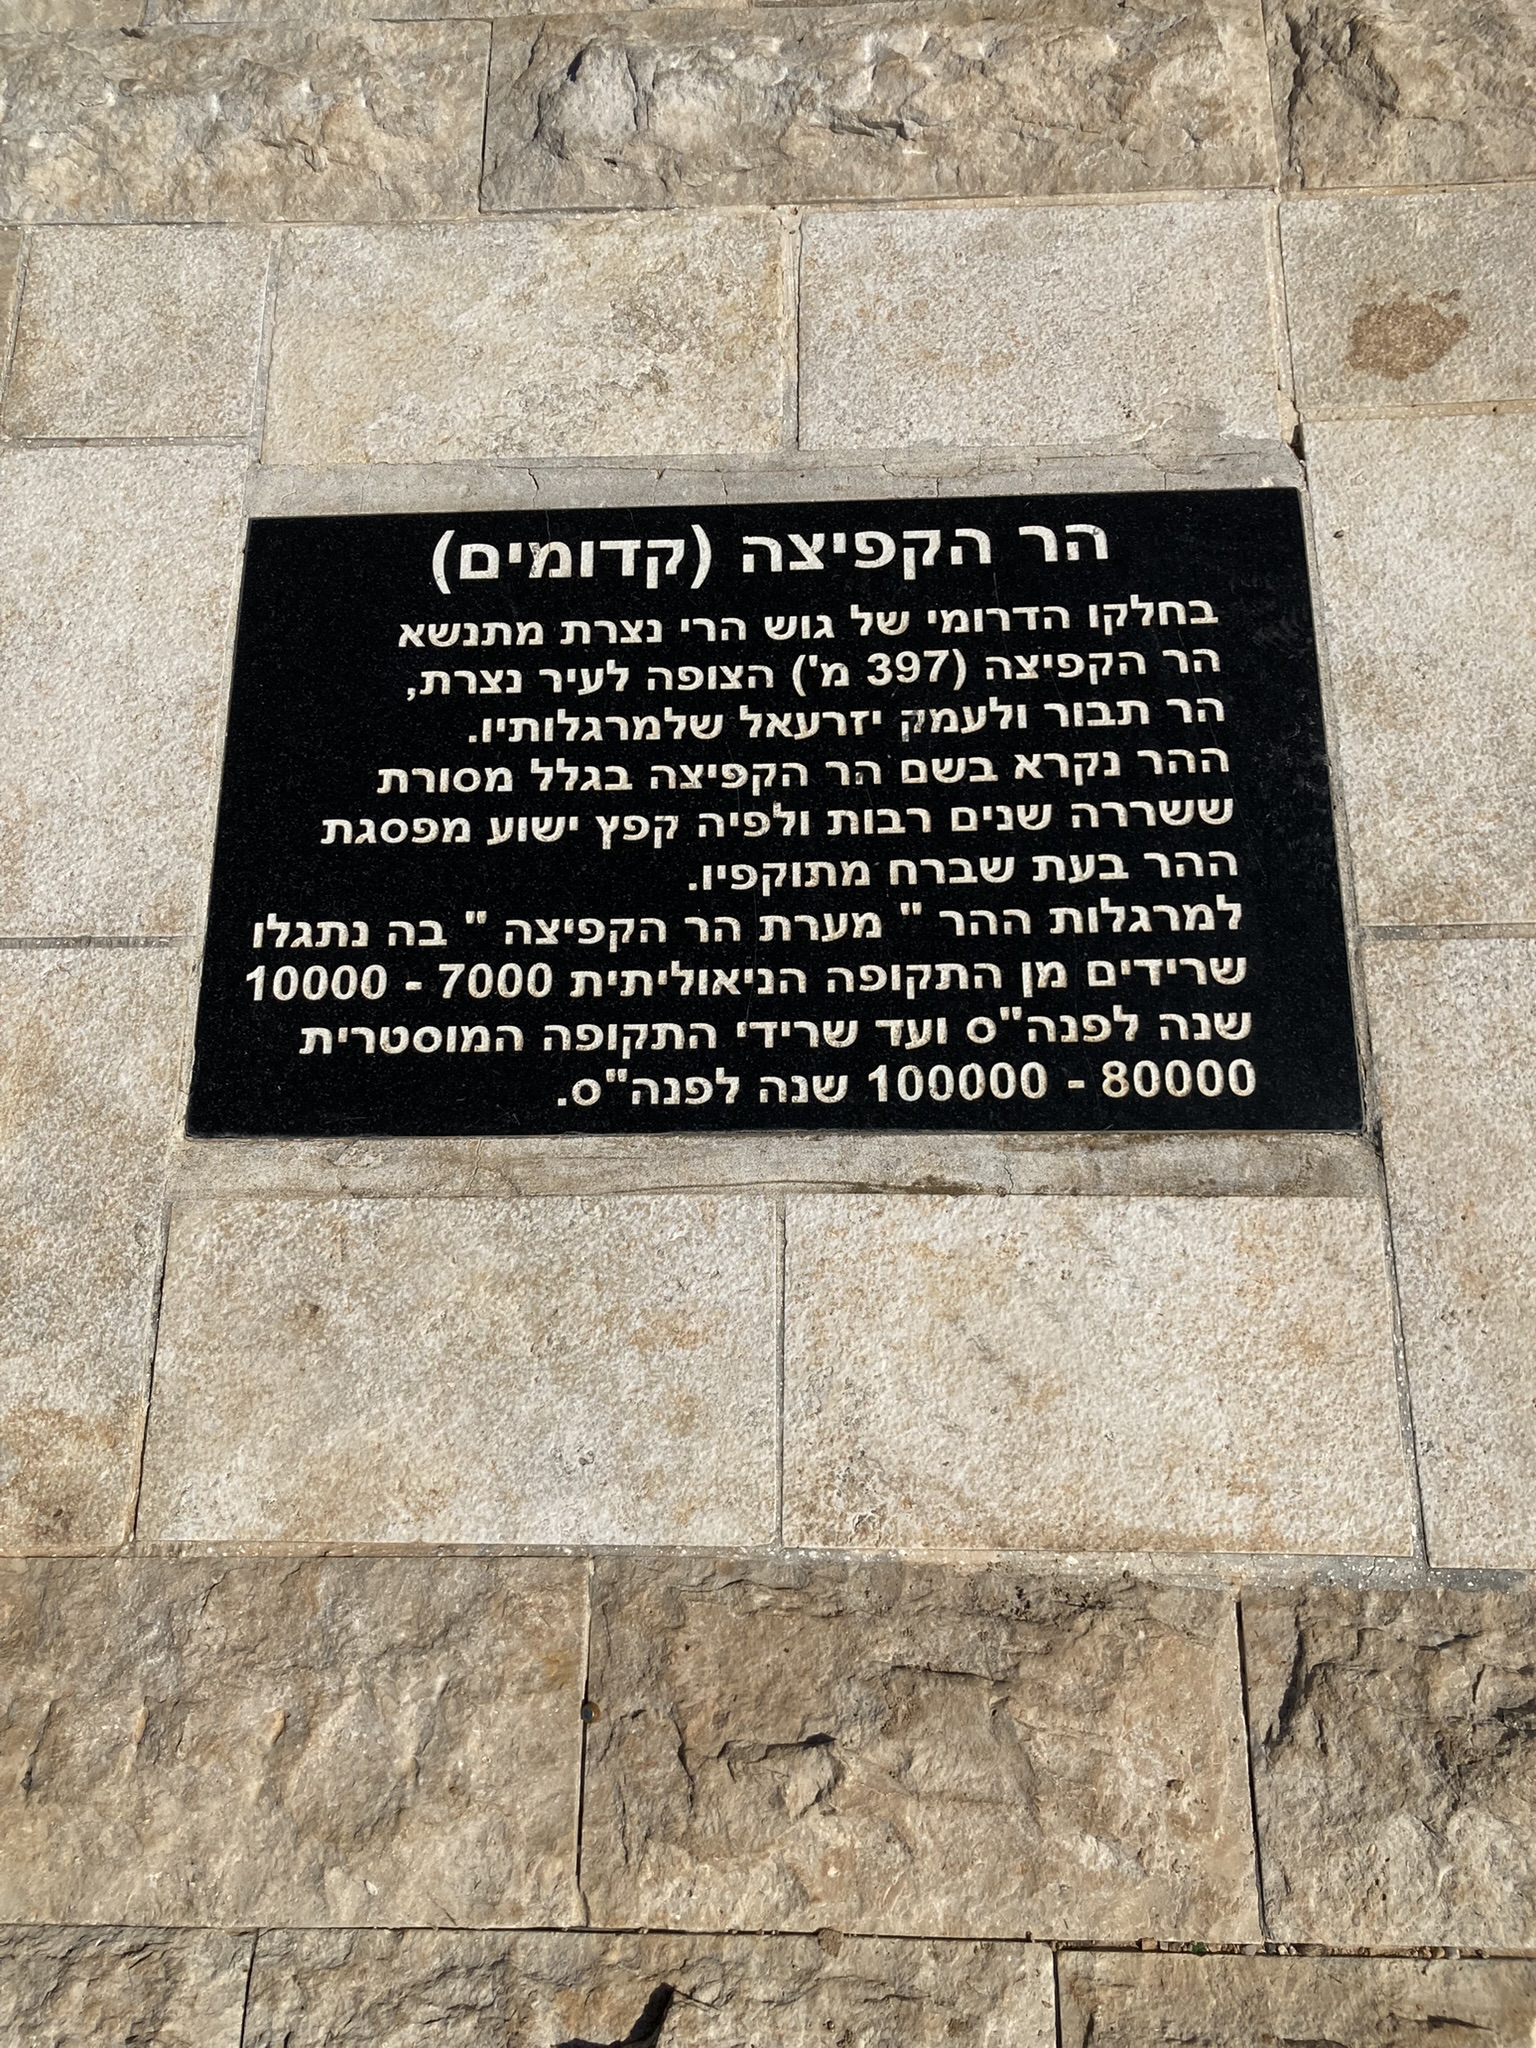 הר הקפיצה (קדומים)
בחלקו הדרומי של גוש הרי נצרת מתנשא
הר הקפיצה (397 מ') הצופה לעיר נצרת,
הר תבור ולעמק יזרעאל שלמרגלותיו.
ההר נקרא בשם הר הקפיצה בגלל מסורת
ששררה שנים רבות ולפיה קפץ ישוע מפסגת
ההר בעת שברח מתוקפיו.
למרגלות ההר " מערת הר הקפיצה " בה נתגלו
שרידים מן התקופה הניאוליתית 7000 - 10000
שנה לפנה"ס ועד שרידי התקופה המוסטרית
80000 - 100000 שנה לפנה"ס.